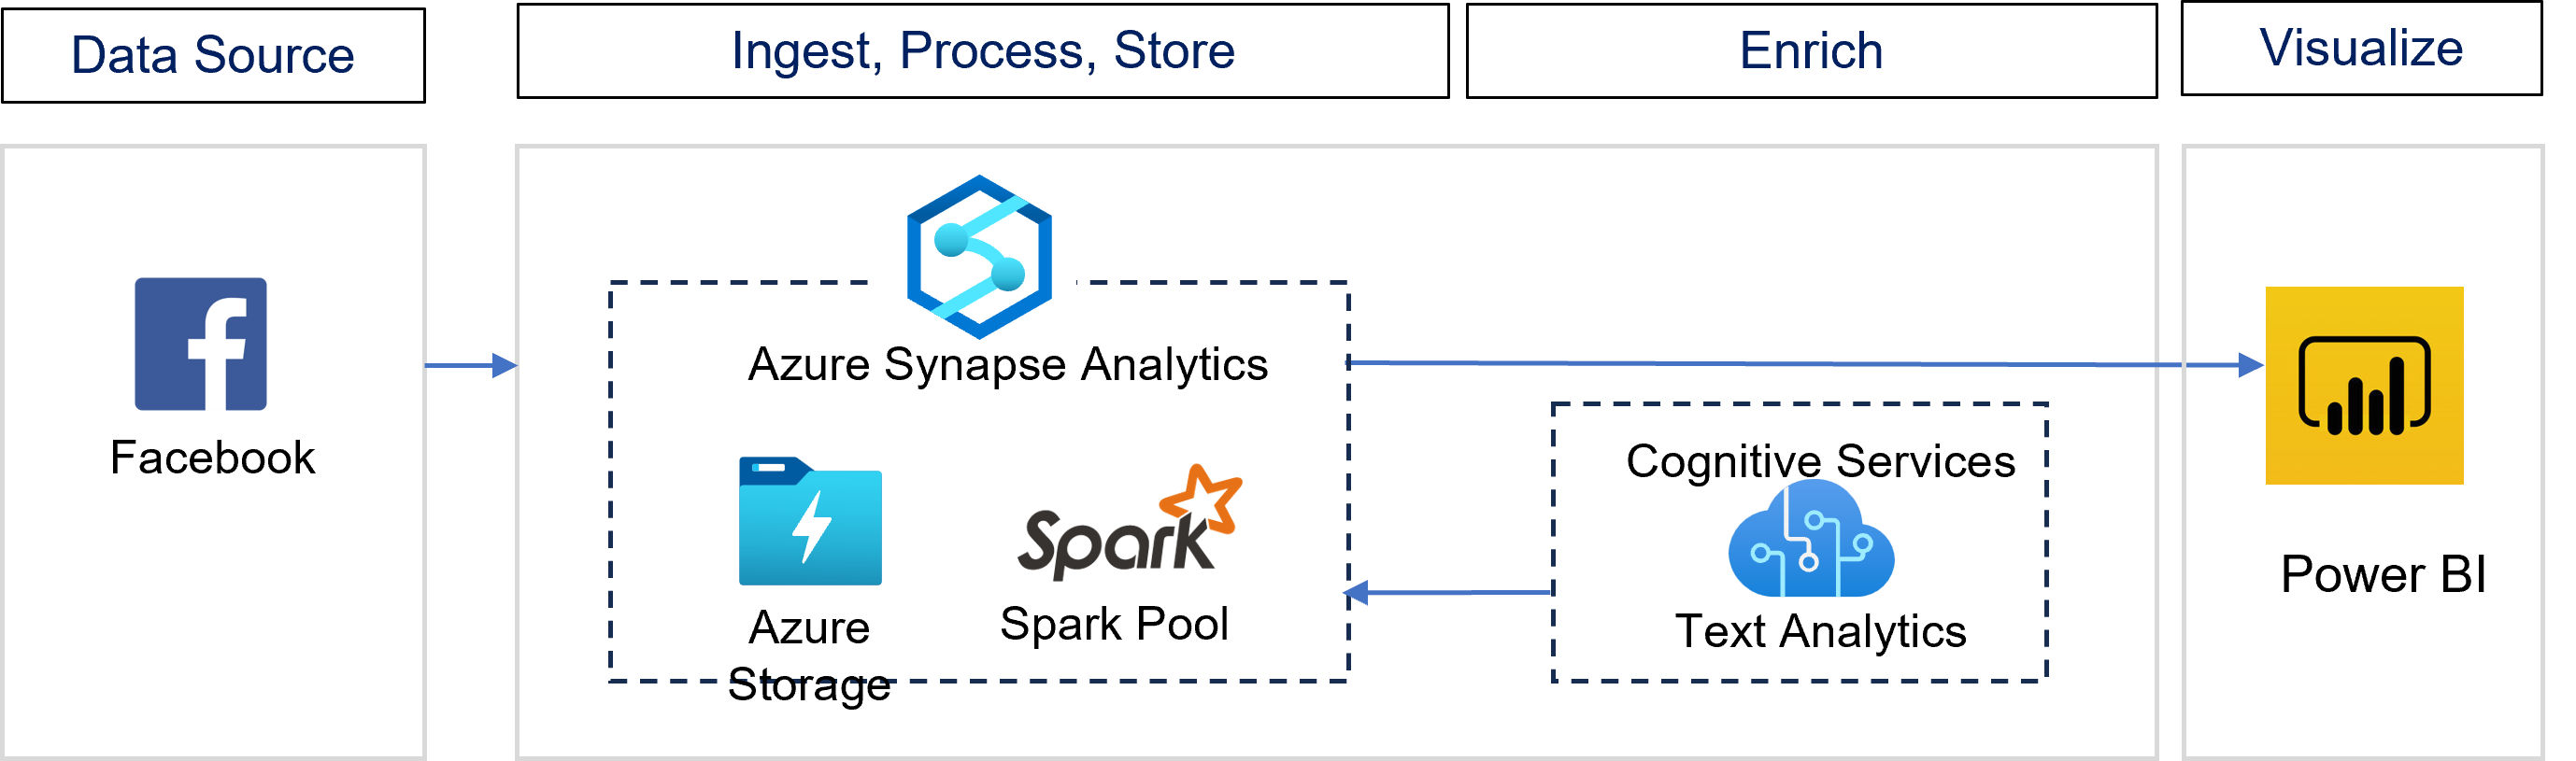 Data Source
Ingest, Process, Store
Enrich
Visualize
Facebook
Azure Synapse Analytics
Azure
Storage
Spark
Spark Pool
Cognitive Services
Text Analytics
Power BI